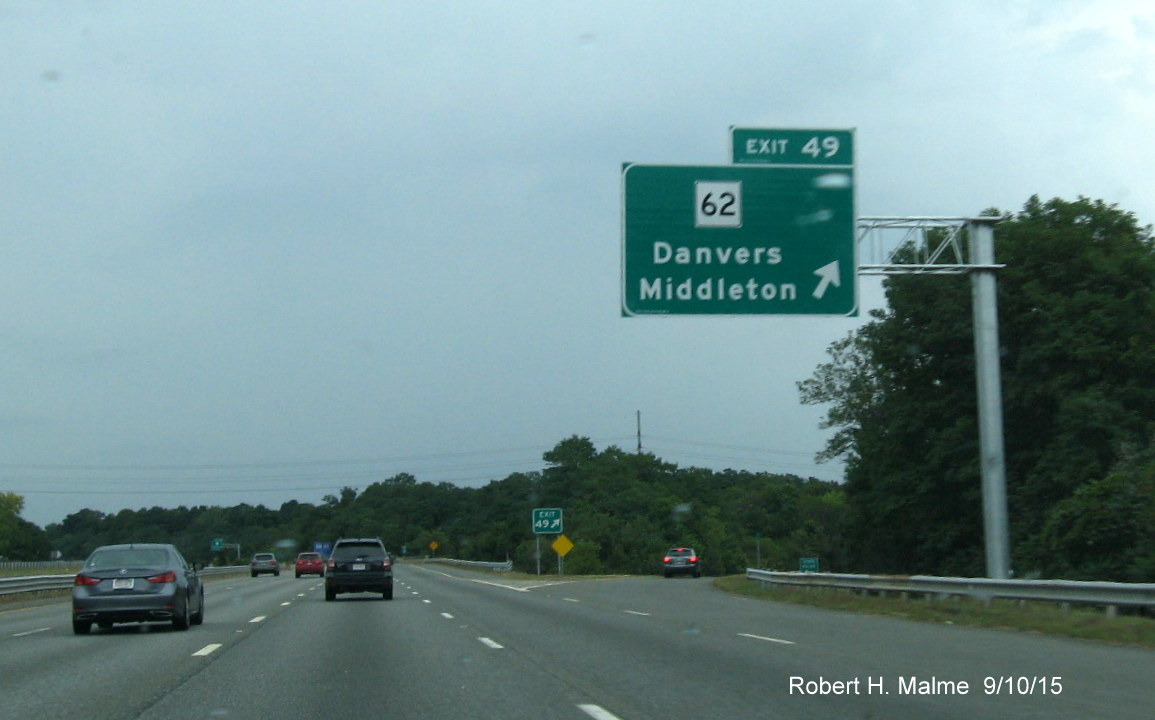 EXIT 49
62
Danvers
Middleton
EXIT
49
Robert H. Malme 9/10/15